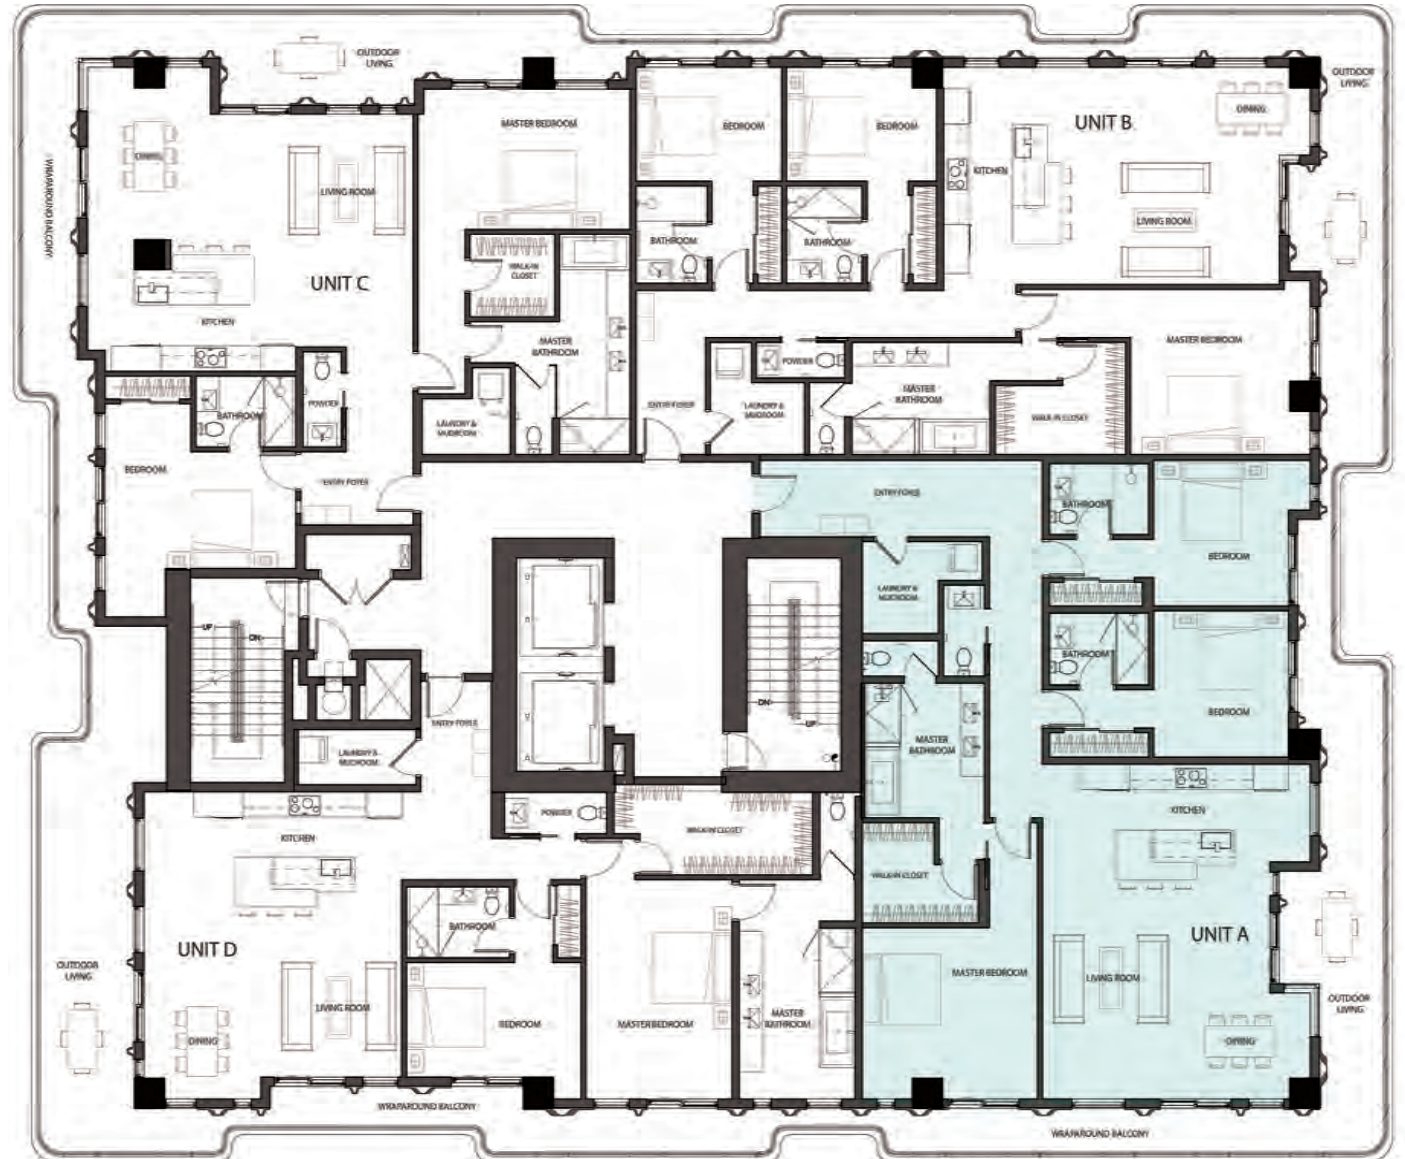 OUTDOOR
LIVING
WRAPAROUND BALCONY
DINING
LIVING ROOM
UNIT C
KITCHEN
MASTER BEDROOM
WALK-IN
CLOSET
MASTER
BATHROOM
BATHROOM
POWDER
LAUNDRY &
MUDROOM
BEDROOM
ENTRY FOYER
BEDROOM
BEDROOM
BATHROOM
BATHROOM
UNIT B
DINING
OUTDOOR
LIVING
KITCHEN
LIVING ROOM
MASTER BEDROOM
POWDER
MASTER
BATHROOM
ENTRY FOYER
LAUNDRY &
MUDROOM
WALK-IN CLOSET
ENTRY FOYER
BATHROOM
BEDROOM
LAUNDRY &
MUDROOM
BATHROOM
BEDROOM
MASTER
BATHROOM
KITCHEN
WALK-IN CLOSET
UNIT A
MASTER BEDROOM
LIVING ROOM
DINING
OUTDOOR
LIVING
WRAPAROUND BALCONY
UP
DN
DN
UP
ENTRY FOYER
LAUNDRY &
MUDROOM
KITCHEN
POWDER
WALK-IN CLOSET
BATHROOM
UNIT D
OUTDOOR
LIVING
LIVING ROOM
DINING
BEDROOM
MASTER BEDROOM
MASTER
BATHROOM
WRAPAROUND BALCONY